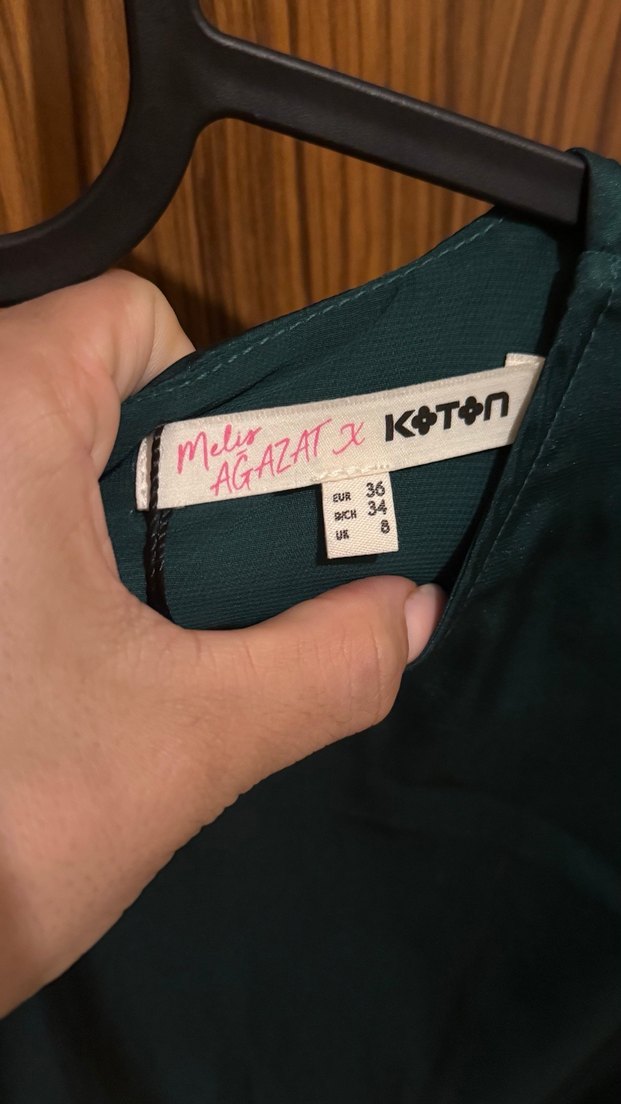 Melis AĞAZAT X KOTON
EUR 36
D/CH 34
UK 8